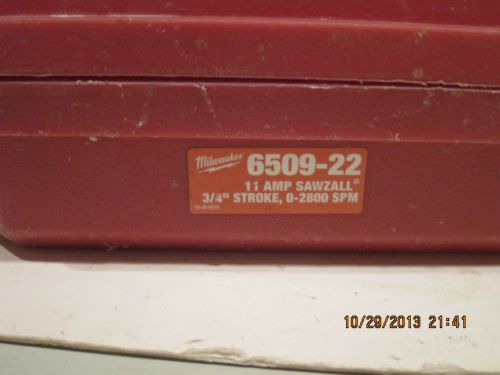 Milwaukee 6509-22
11 AMP SAWZALL®
3/4" STROKE, 0-2800 SPM
10/29/2013 21:41